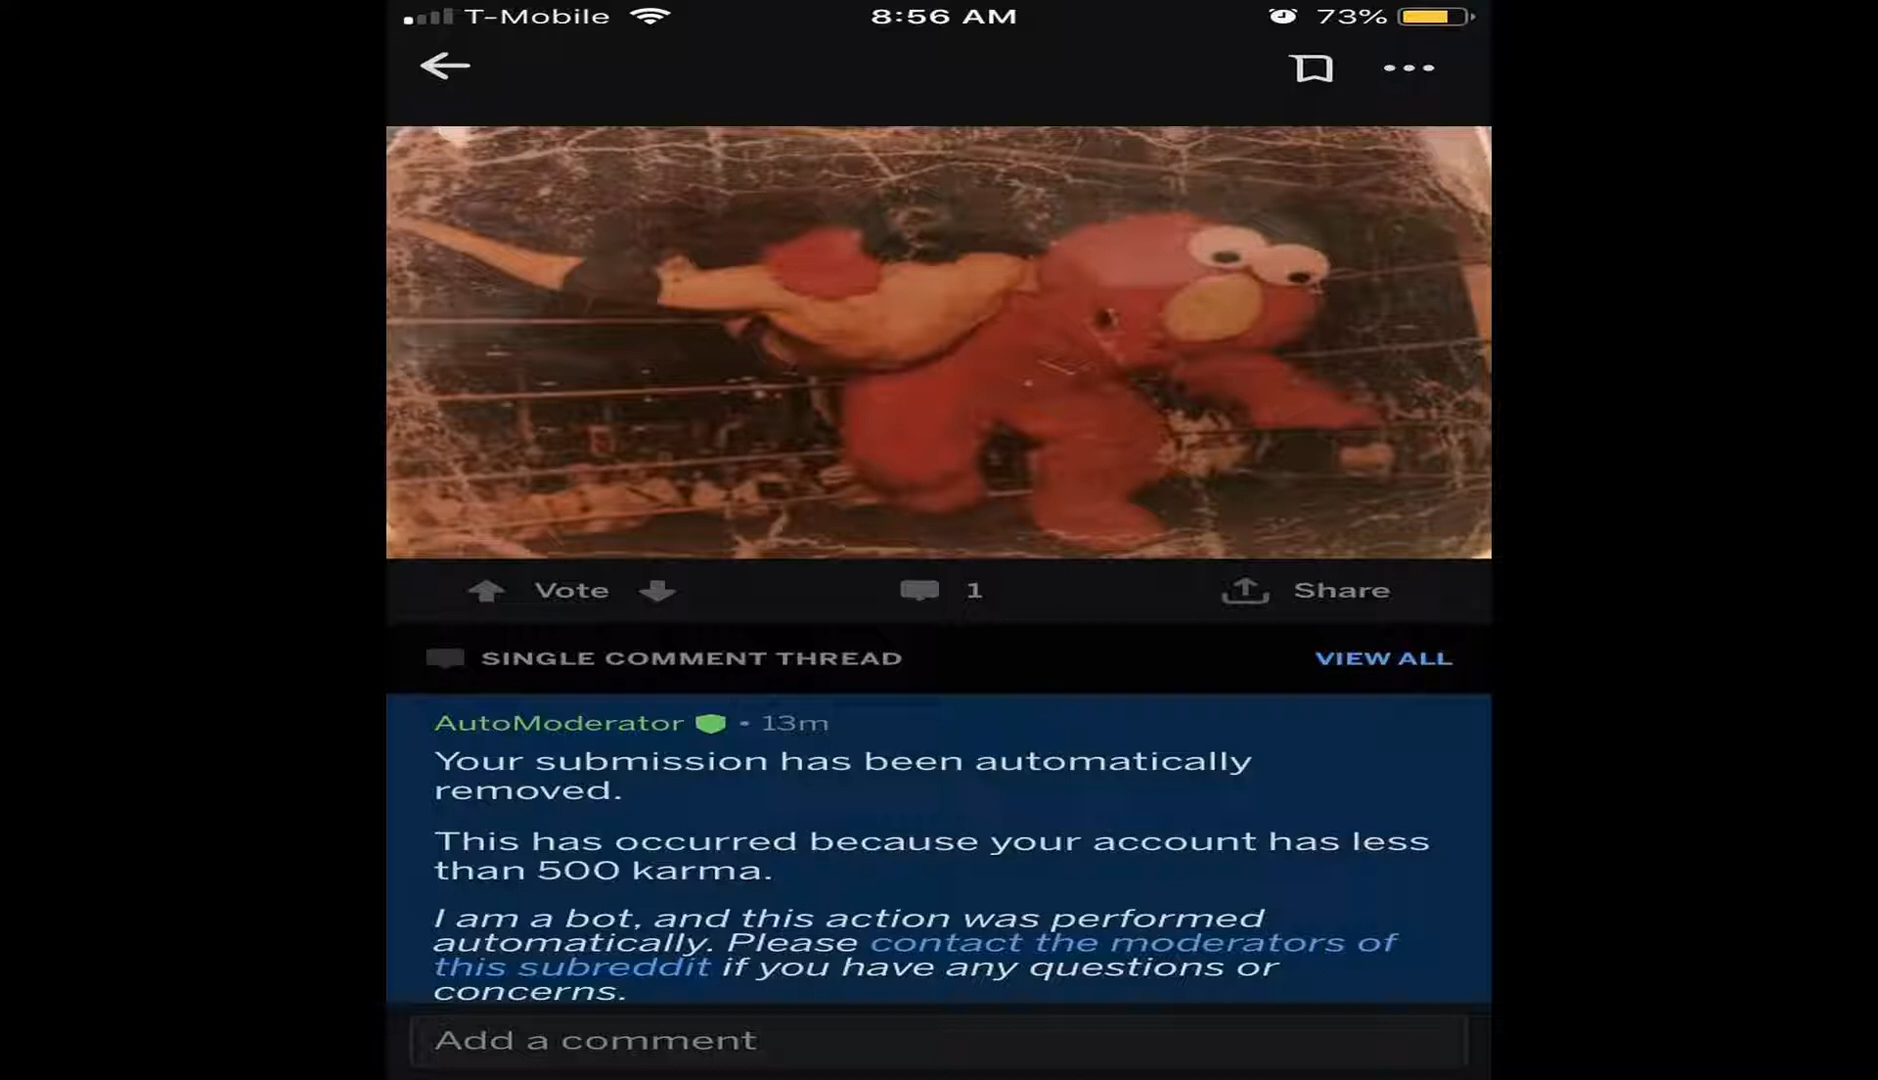 T-Mobile 8:56 AM 73%
Vote 1 Share
SINGLE COMMENT THREAD VIEW ALL
AutoModerator • 13m
Your submission has been automatically
removed.
This has occurred because your account has less
than 500 karma.
I am a bot, and this action was performed
automatically. Please contact the moderators of
this subreddit if you have any questions or
concerns.
Add a comment